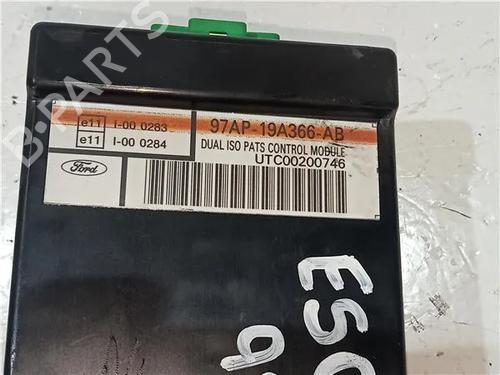 B-PARTS
e11 I-00 0283
e11 I-00 0284
97AP-19A366-AB
DUAL ISO PATS CONTROL MODULE
UTC00200746
Ford
ESC